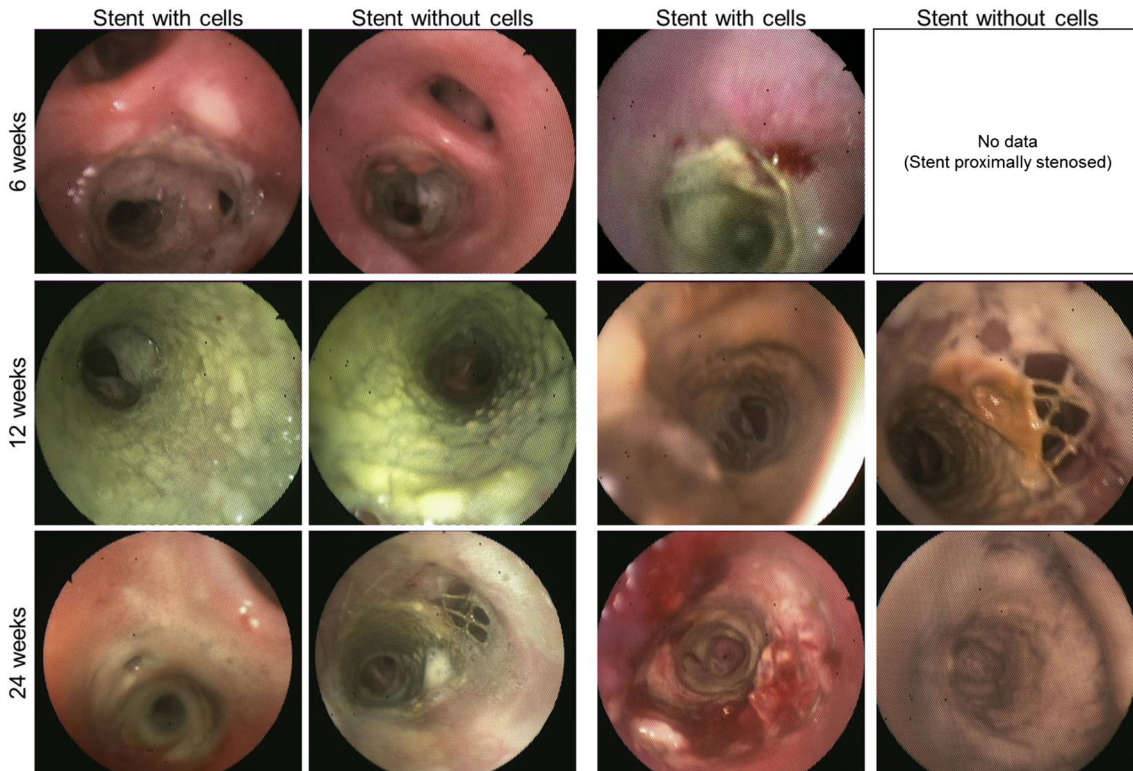 Stent with cells
Stent without cells
Stent with cells
Stent without cells
6 weeks
No data
(Stent proximally stenosed)
12 weeks
24 weeks